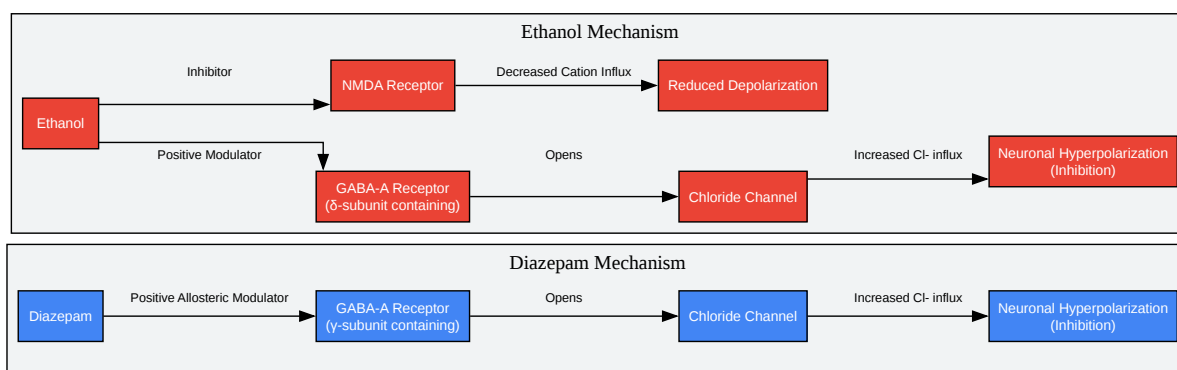 Ethanol Mechanism
Inhibitor
NMDA Receptor
Decreased Cation Influx
Reduced Depolarization
Ethanol
Positive Modulator
GABA-A Receptor
(δ-subunit containing)
Opens
Chloride Channel
Increased Cl- influx
Neuronal Hyperpolarization
(Inhibition)
Diazepam Mechanism
Diazepam
Positive Allosteric Modulator
GABA-A Receptor
(γ-subunit containing)
Opens
Chloride Channel
Increased Cl- influx
Neuronal Hyperpolarization
(Inhibition)